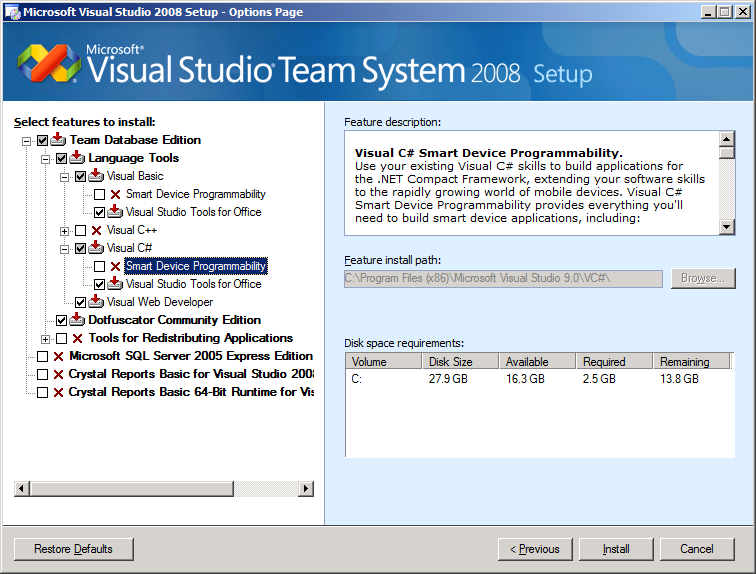 Microsoft Visual Studio 2008 Setup - Options Page
Microsoft®
Visual Studio® Team System 2008 Setup
Select features to install:
Team Database Edition
Language Tools
Visual Basic
Smart Device Programmability
Visual Studio Tools for Office
Visual C++
Visual C#
Smart Device Programmability
Visual Studio Tools for Office
Visual Web Developer
Dotfuscator Community Edition
Tools for Redistributing Applications
Microsoft SQL Server 2005 Express Edition
Crystal Reports Basic for Visual Studio 2008
Crystal Reports Basic 64-Bit Runtime for Vis
Feature description:
Visual C# Smart Device Programmability.
Use your existing Visual C# skills to build applications for
the .NET Compact Framework, extending your software skills
to the rapidly growing world of mobile devices. Visual C#
Smart Device Programmability provides everything you'll
need to build smart device applications, including:
Feature install path:
C:\Program Files (x86)\Microsoft Visual Studio 9.0\VC#\
Browse...
Disk space requirements:
Volume Disk Size Available Required Remaining
C: 27.9 GB 16.3 GB 2.5 GB 13.8 GB
Restore Defaults
< Previous Install Cancel